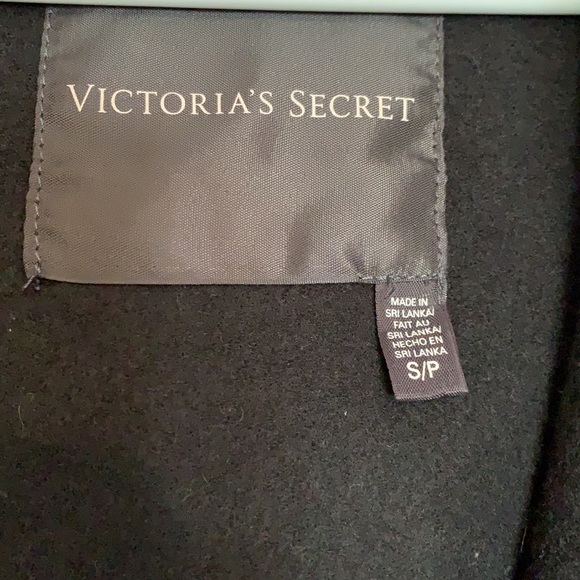 VICTORIA'S SECRET
MADE IN
SRI LANKA/
FAIT AU
SRI LANKA/
HECHO EN
SRI LANKA
S/P